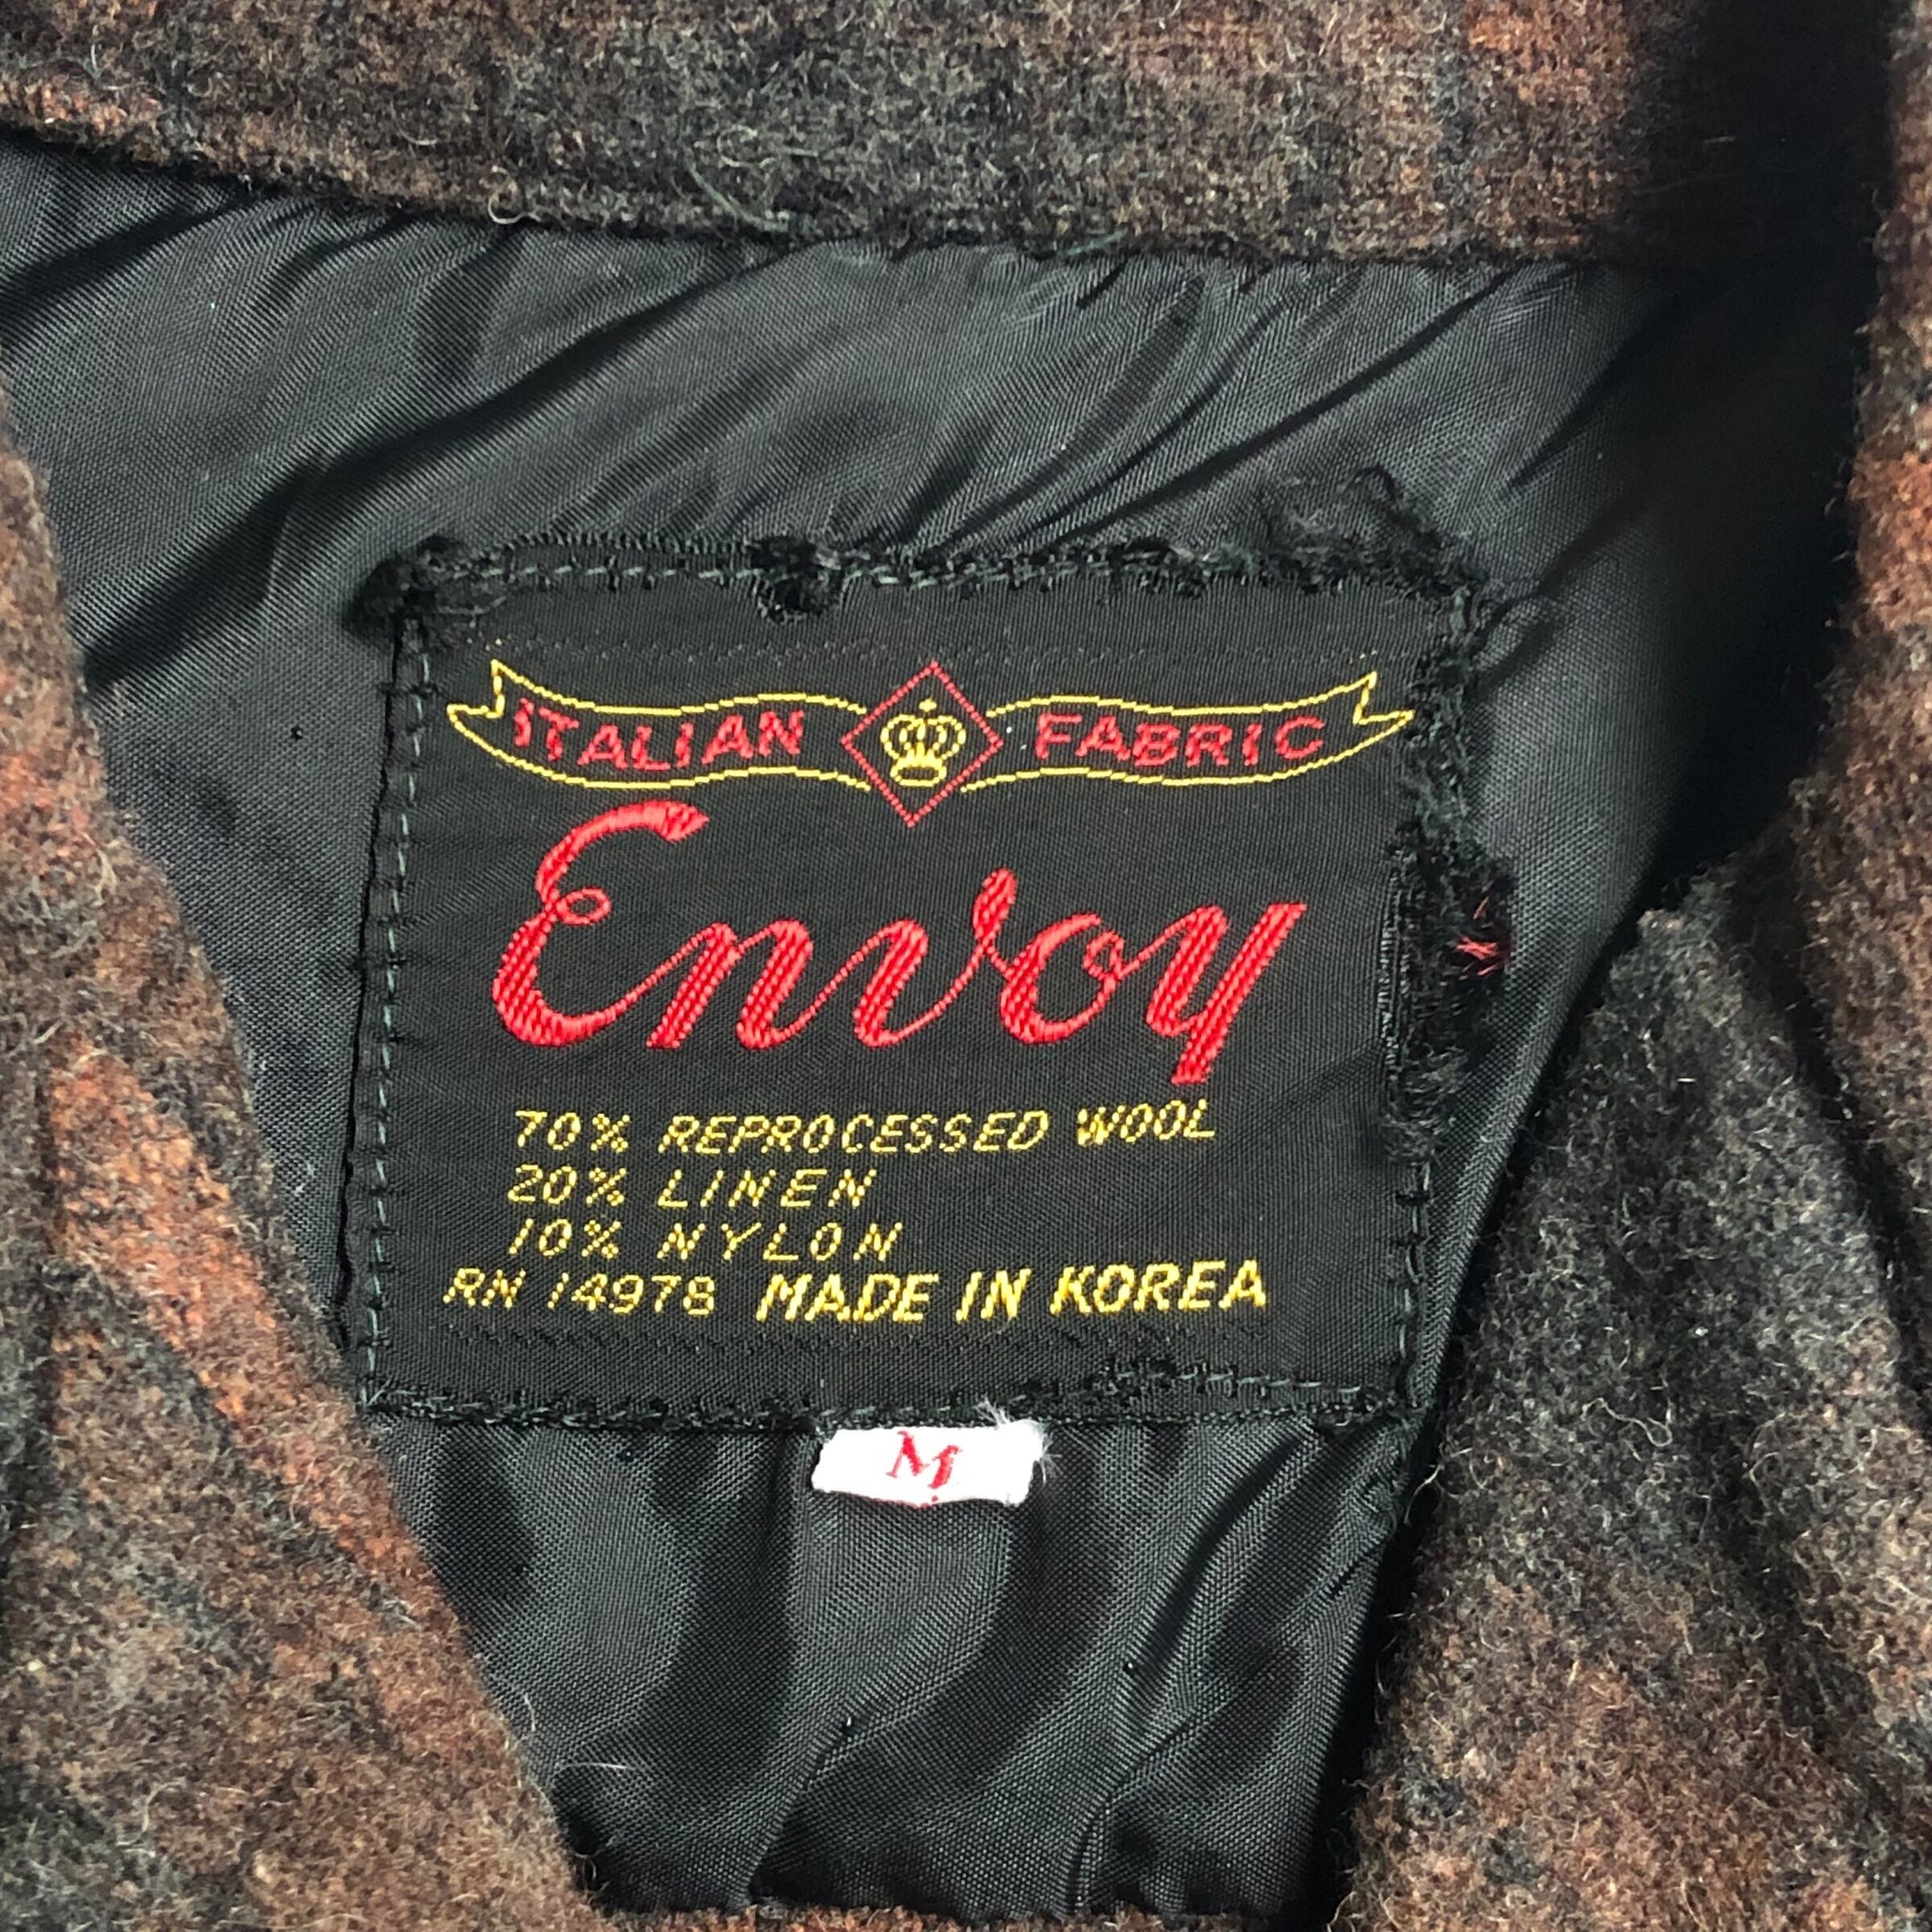 ITALIAN FABRIC
Envoy
70% REPROCESSED WOOL
20% LINEN
10% NYLON
RN 14978 MADE IN KOREA
M